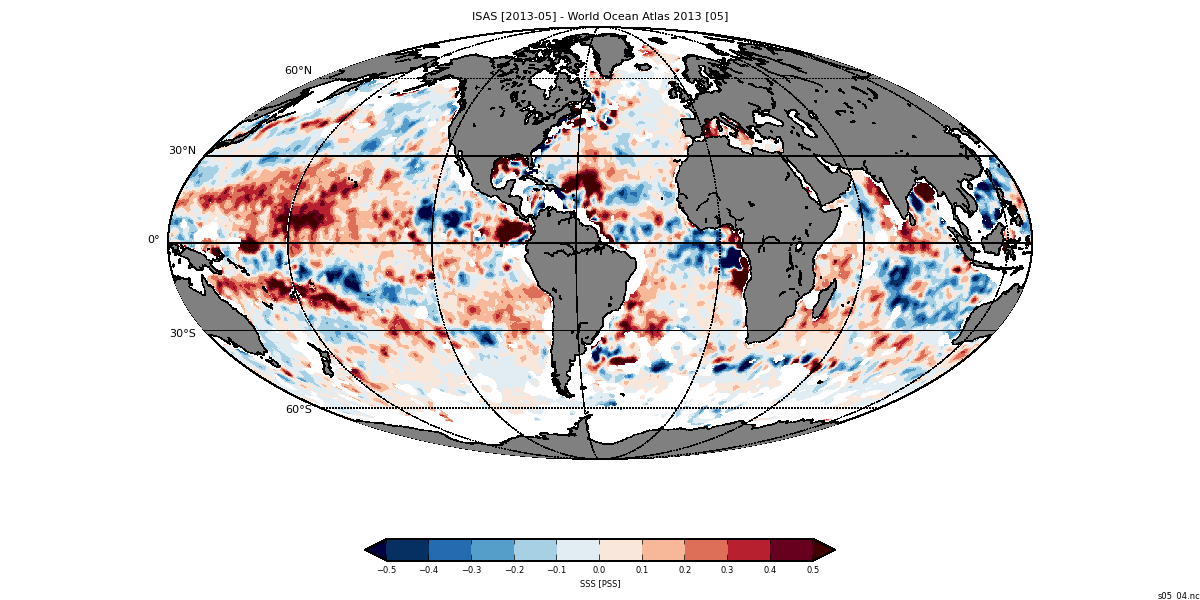 ISAS [2013-05] - World Ocean Atlas 2013 [05]
60°N
30°N
0°
30°S
60°S
−0.5 −0.4 −0.3 −0.2 −0.1 0.0 0.1 0.2 0.3 0.4 0.5
SSS [PSS]
s05_04.nc